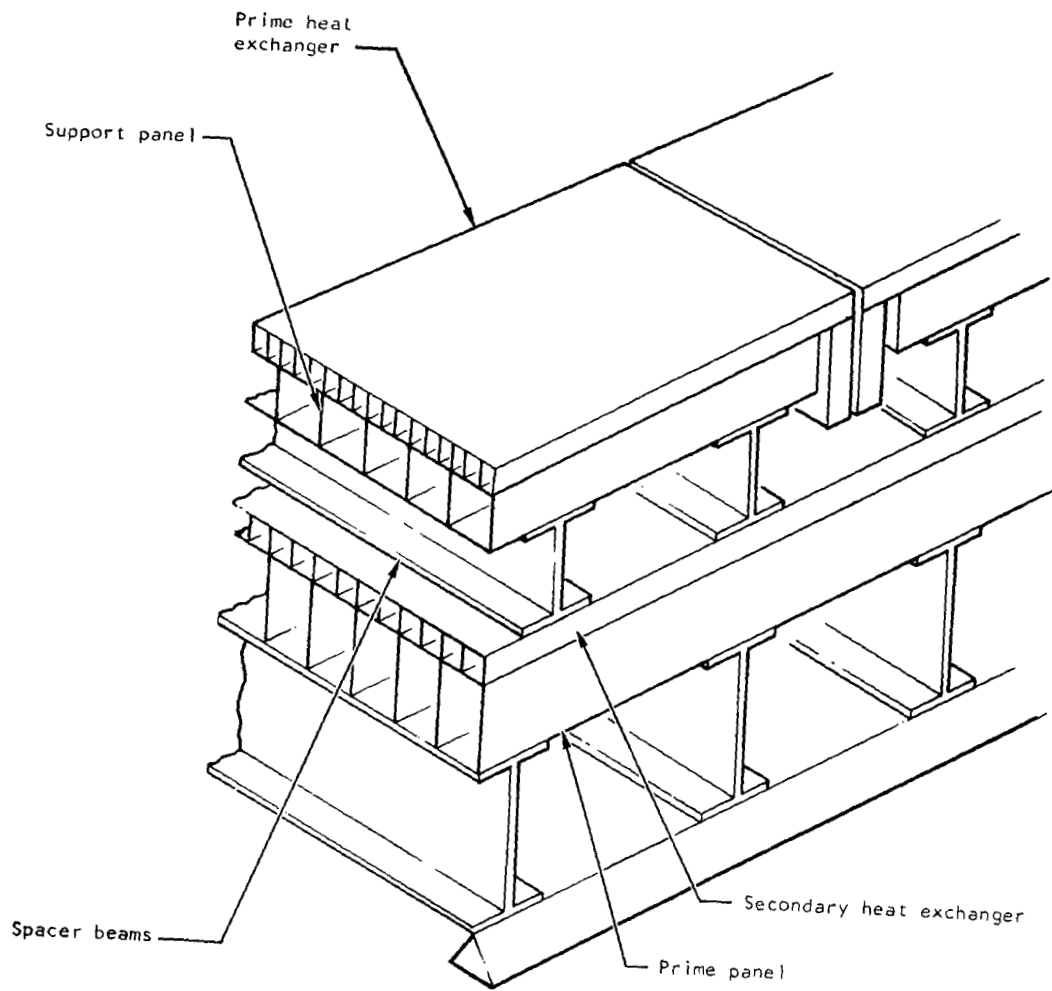 Prime heat
exchanger
Support panel
Spacer beams
Secondary heat exchanger
Prime panel